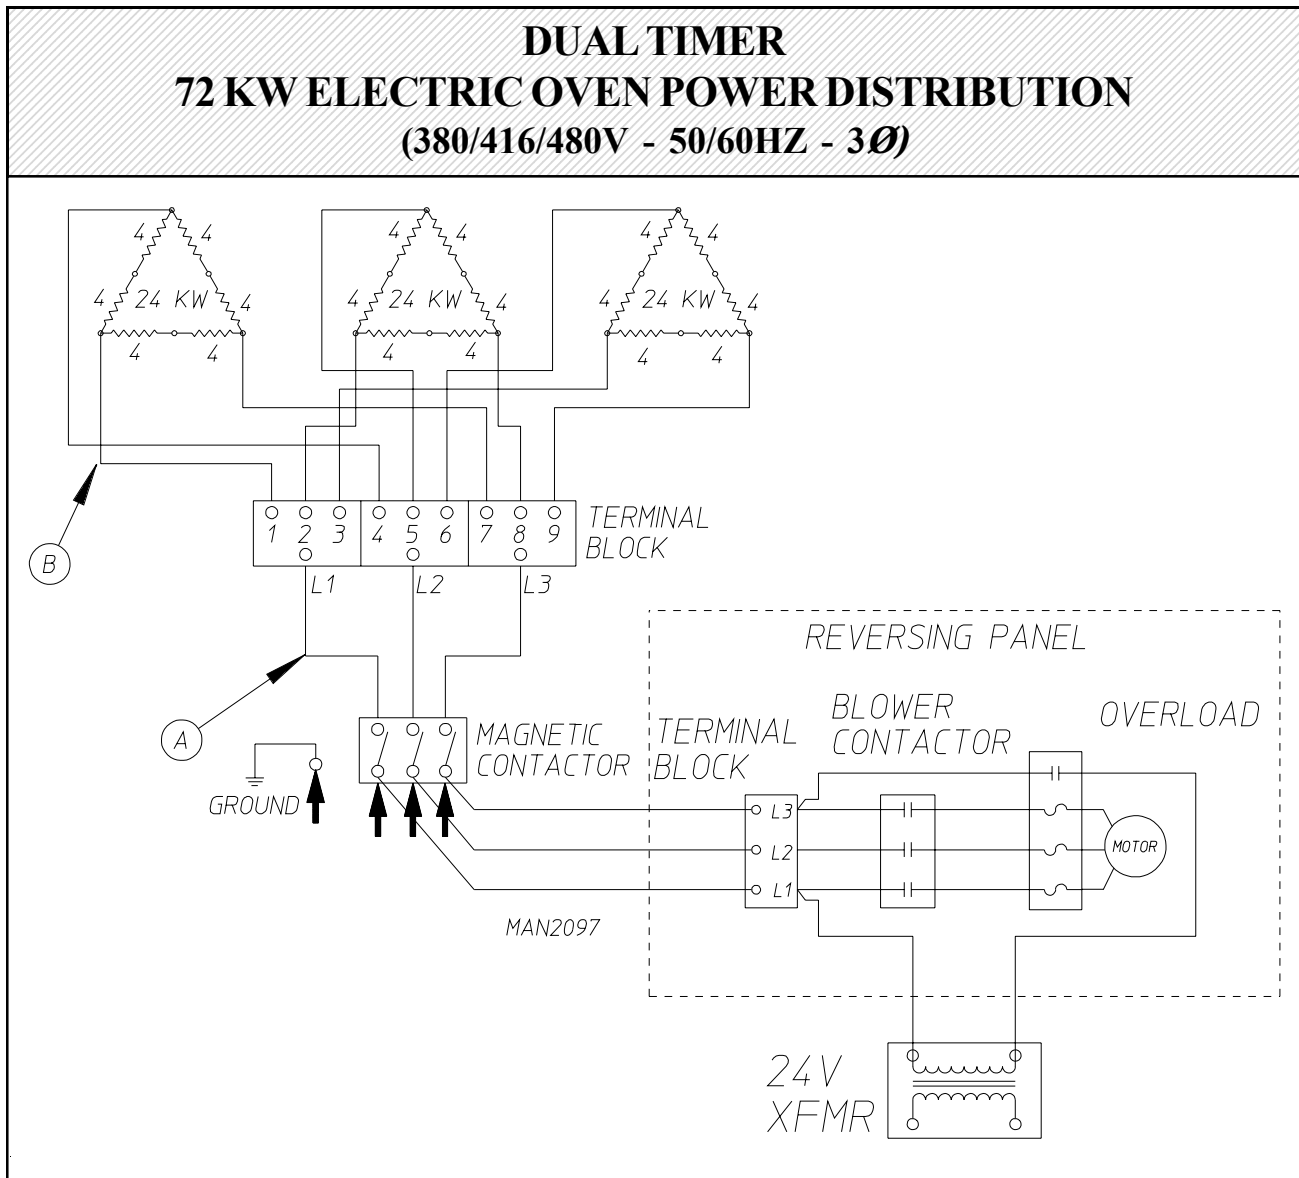 DUAL TIMER
72 KW ELECTRIC OVEN POWER DISTRIBUTION
(380/416/480V - 50/60HZ - 3Ø)
4 4 4 4 4 4
4 24 KW 4 4 24 KW 4 4 24 KW 4
4 4 4 4 4 4
B
1 2 3 4 5 6 7 8 9
TERMINAL
BLOCK
L1 L2 L3
A
GROUND
MAGNETIC
CONTACTOR
REVERSING PANEL
TERMINAL
BLOCK
BLOWER
CONTACTOR
OVERLOAD
L3
L2
L1
MOTOR
MAN2097
24V
XFMR